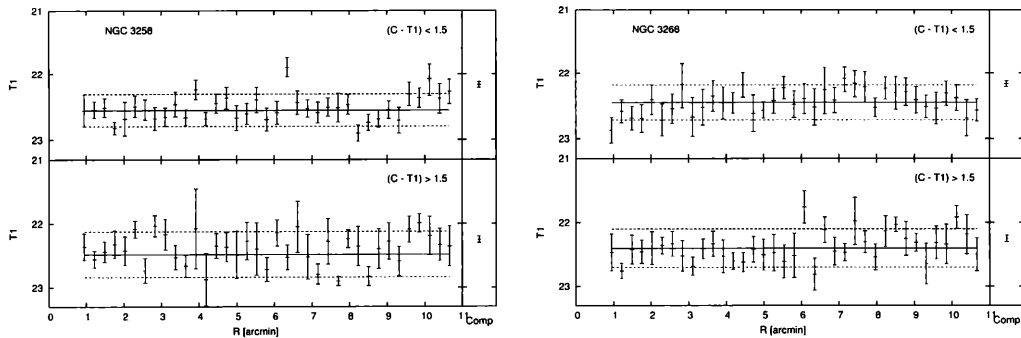 21
NGC 3258
(C - T1) < 1.5
T1
22
23
21
(C - T1) > 1.5
T1
22
23
0 1 2 3 4 5 6 7 8 9 10 11
Comp
R [arcmin]
21
NGC 3268
(C - T1) < 1.5
T1
22
23
21
(C - T1) > 1.5
T1
22
23
0 1 2 3 4 5 6 7 8 9 10 11
Comp
R [arcmin]